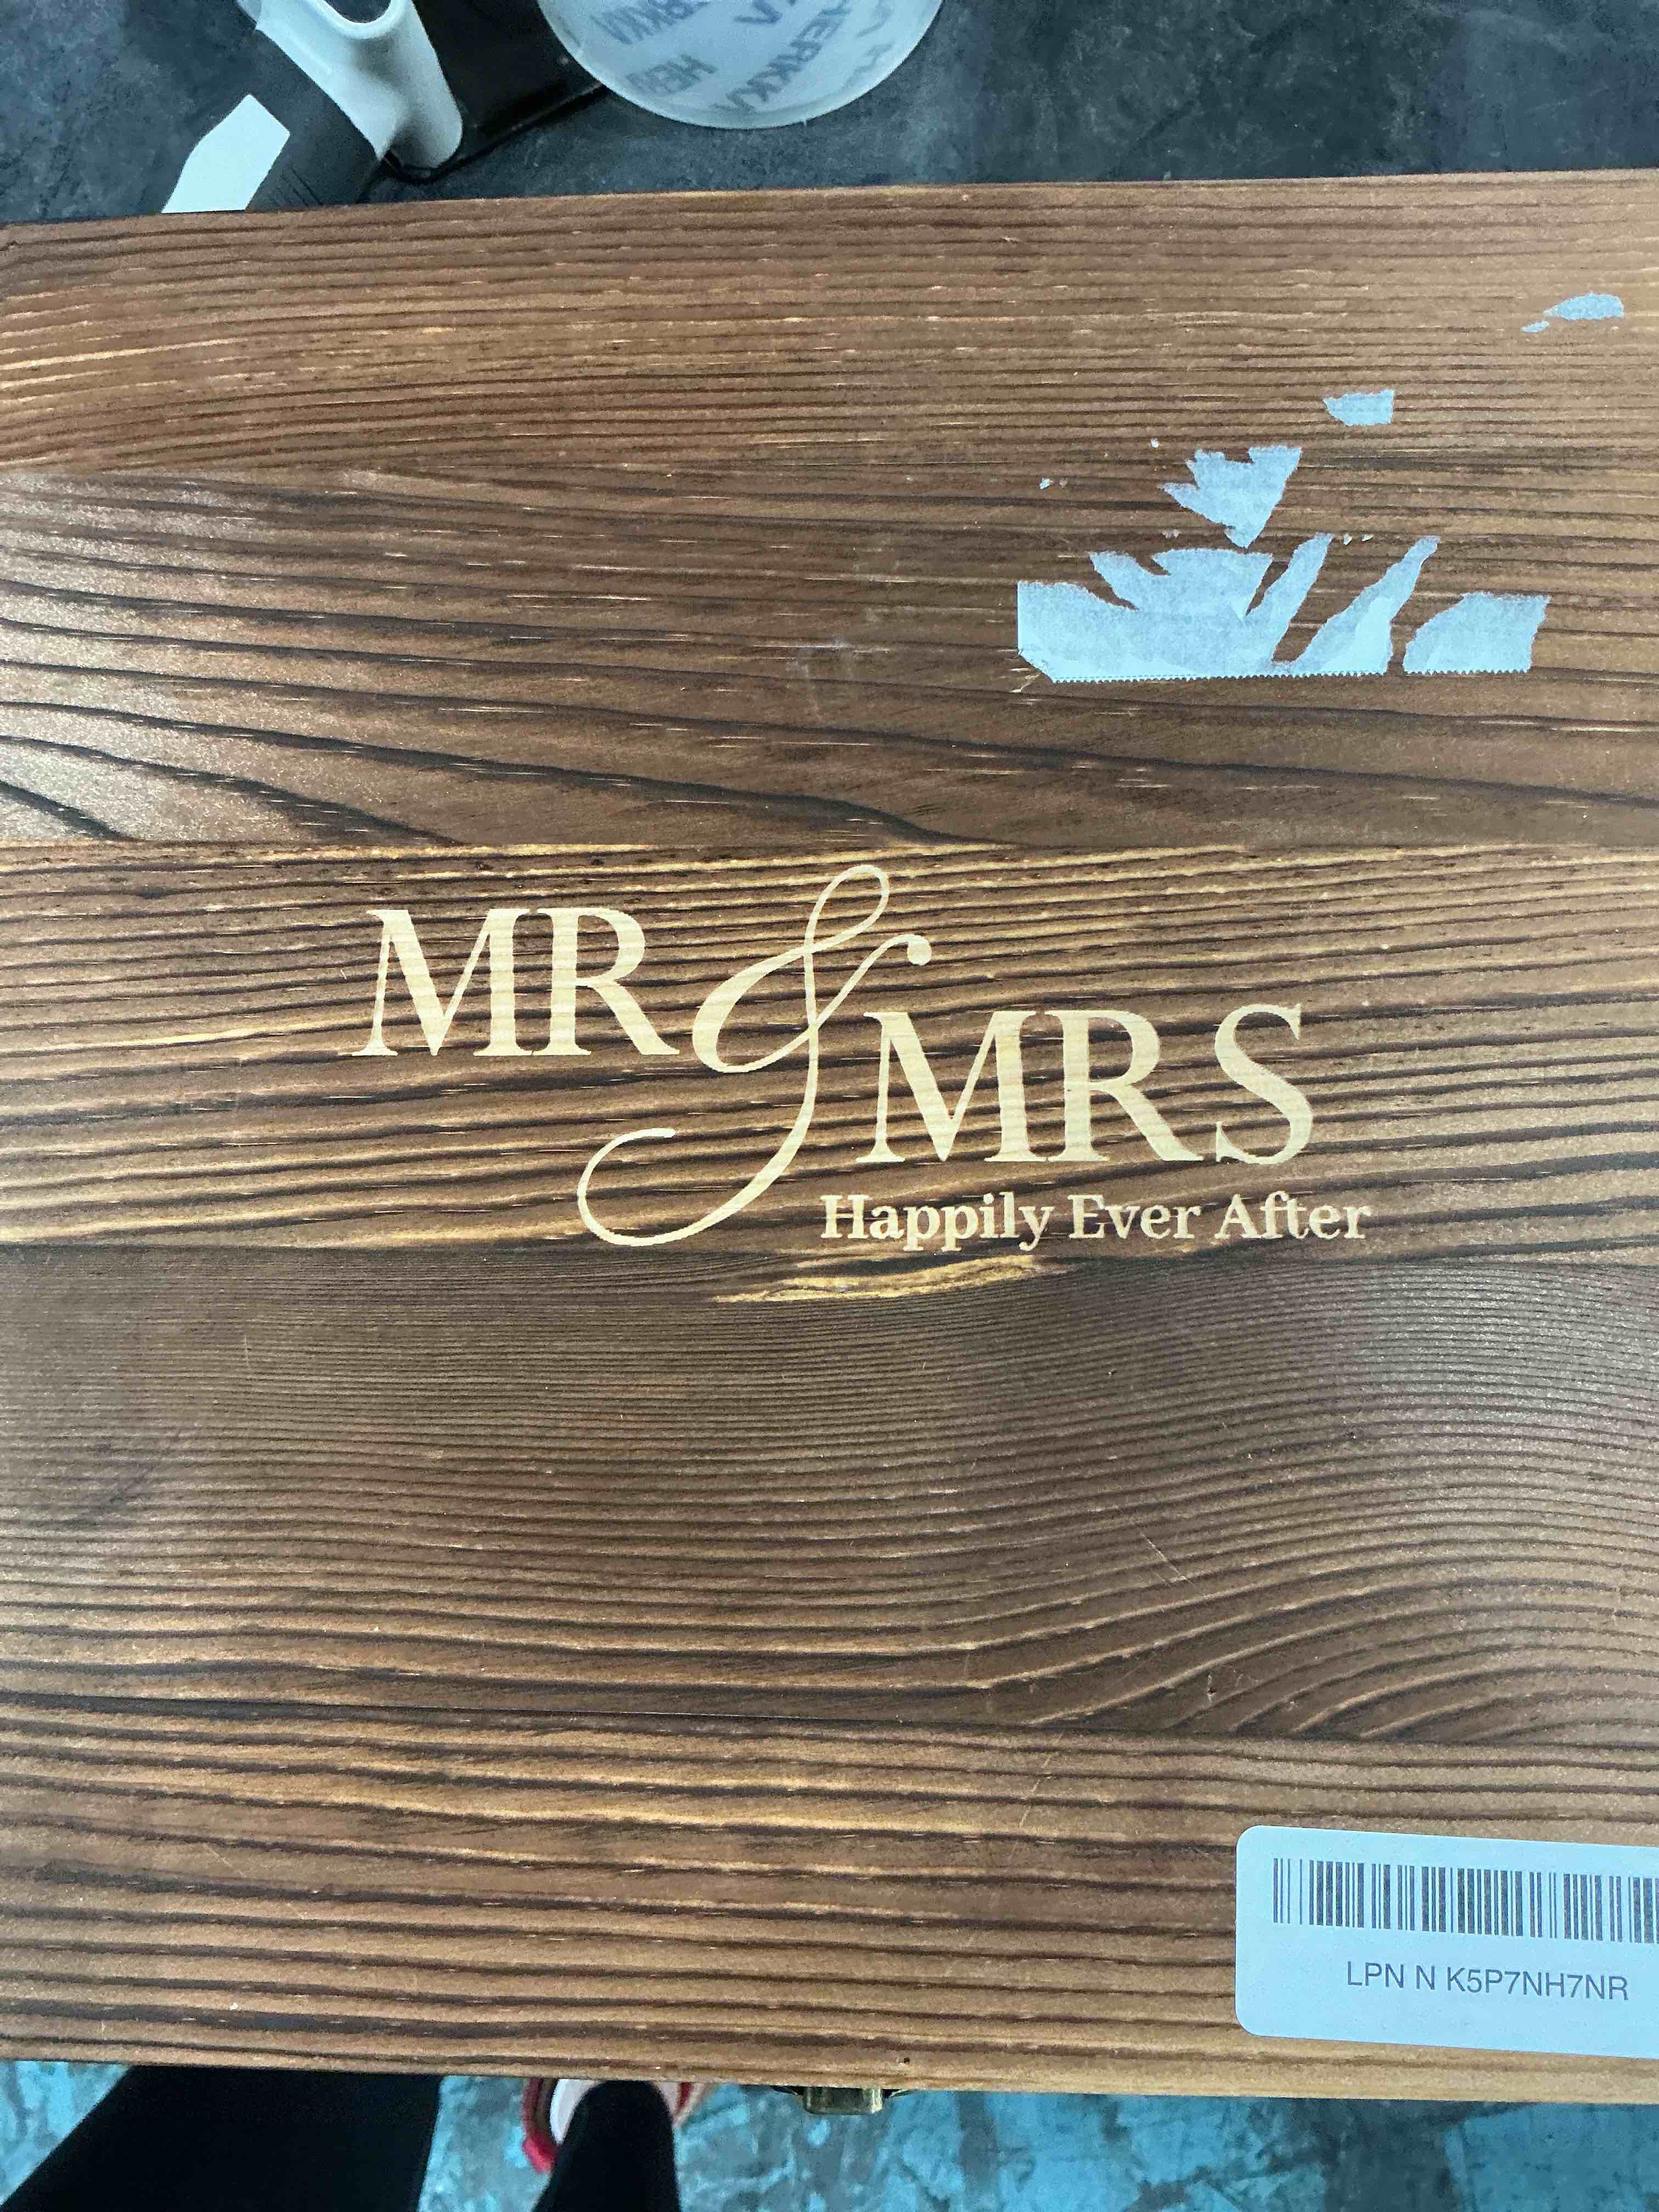 MR & MRS
Happily Ever After
LPN N K5P7NH7NR